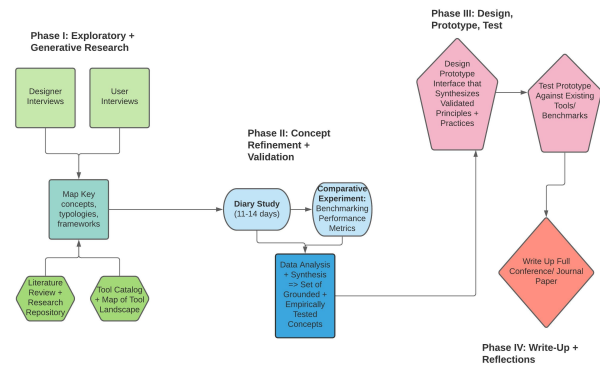 Phase I: Exploratory +
Generative Research
Designer
Interviews
User
Interviews
Map Key
concepts,
typologies,
frameworks
Literature
Review +
Research
Repository
Tool Catalog
+ Map of Tool
Landscape
Phase II: Concept
Refinement +
Validation
Diary Study
(11-14 days)
Comparative
Experiment:
Benchmarking
Performance
Metrics
Data Analysis
+ Synthesis
=> Set of
Grounded +
Empirically
Tested
Concepts
Phase III: Design,
Prototype, Test
Design
Prototype
Interface that
Synthesizes
Validated
Principles +
Practices
Test Prototype
Against Existing
Tools/
Benchmarks
Write Up Full
Conference/ Journal
Paper
Phase IV: Write-Up +
Reflections